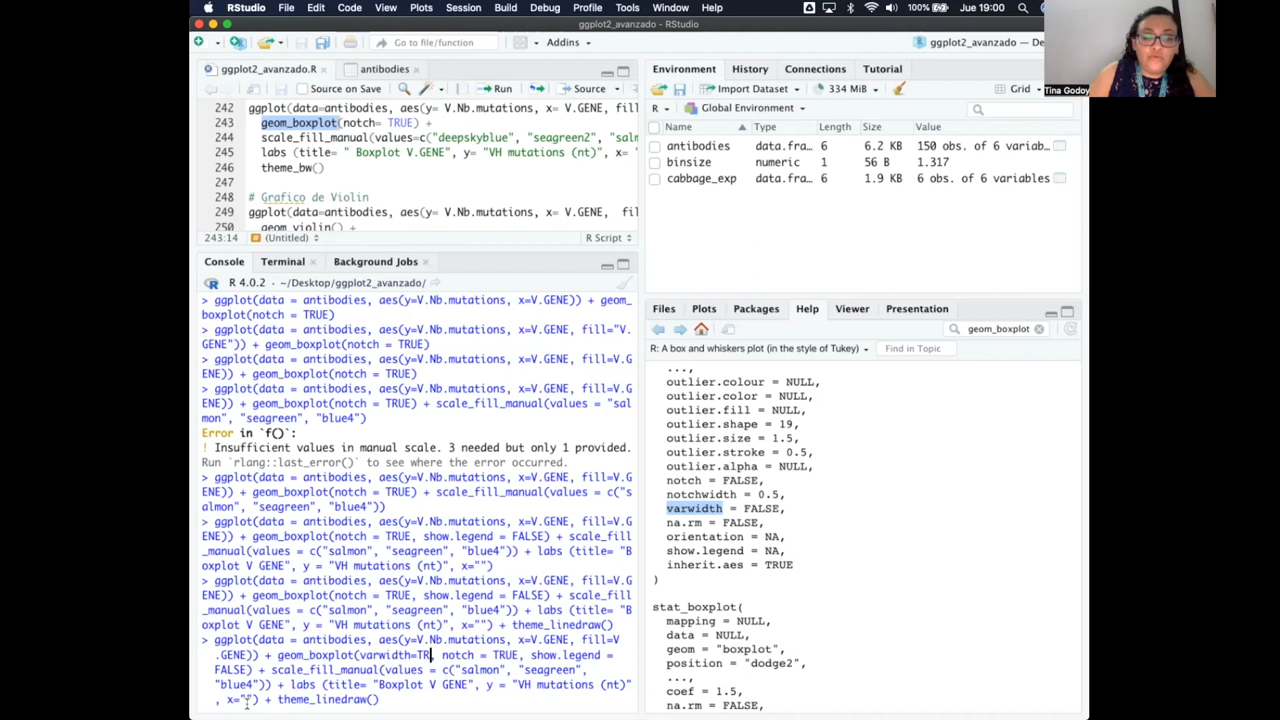 RStudio File Edit Code View Plots Session Build Debug Profile Tools Window Help 100% Jue 19:00
ggplot2_avanzado - RStudio
Go to file/function Addins ggplot2_avanzado — De
ggplot2_avanzado.R antibodies
Source on Save Run Source
242 ggplot(data=antibodies, aes(y= V.Nb.mutations, x= V.GENE, fill
243 geom_boxplot(notch= TRUE) +
244 scale_fill_manual(values=c("deepskyblue", "seagreen2", "salm
245 labs (title= " Boxplot V.GENE", y= "VH mutations (nt)", x= "
246 theme_bw()
247
248 # Grafico de Violin
249 ggplot(data=antibodies, aes(y= V.Nb.mutations, x= V.GENE, fil
250 geom_violin() +
243:14 (Untitled) R Script
Console Terminal Background Jobs
R 4.0.2 · ~/Desktop/ggplot2_avanzado/
> ggplot(data = antibodies, aes(y=V.Nb.mutations, x=V.GENE)) + geom_
boxplot(notch = TRUE)
> ggplot(data = antibodies, aes(y=V.Nb.mutations, x=V.GENE, fill="V.
GENE")) + geom_boxplot(notch = TRUE)
> ggplot(data = antibodies, aes(y=V.Nb.mutations, x=V.GENE, fill=V.G
ENE)) + geom_boxplot(notch = TRUE)
> ggplot(data = antibodies, aes(y=V.Nb.mutations, x=V.GENE, fill=V.G
ENE)) + geom_boxplot(notch = TRUE) + scale_fill_manual(values = "sal
mon", "seagreen", "blue4")
Error in `f()`:
! Insufficient values in manual scale. 3 needed but only 1 provided.
Run `rlang::last_error()` to see where the error occurred.
> ggplot(data = antibodies, aes(y=V.Nb.mutations, x=V.GENE, fill=V.G
ENE)) + geom_boxplot(notch = TRUE) + scale_fill_manual(values = c("s
almon", "seagreen", "blue4"))
> ggplot(data = antibodies, aes(y=V.Nb.mutations, x=V.GENE, fill=V.G
ENE)) + geom_boxplot(notch = TRUE, show.legend = FALSE) + scale_fill
_manual(values = c("salmon", "seagreen", "blue4")) + labs (title= "B
oxplot V GENE", y = "VH mutations (nt)", x="")
> ggplot(data = antibodies, aes(y=V.Nb.mutations, x=V.GENE, fill=V.G
ENE)) + geom_boxplot(notch = TRUE, show.legend = FALSE) + scale_fill
_manual(values = c("salmon", "seagreen", "blue4")) + labs (title= "B
oxplot V GENE", y = "VH mutations (nt)", x="") + theme_linedraw()
> ggplot(data = antibodies, aes(y=V.Nb.mutations, x=V.GENE, fill=V
.GENE)) + geom_boxplot(varwidth=TR, notch = TRUE, show.legend =
FALSE) + scale_fill_manual(values = c("salmon", "seagreen",
"blue4")) + labs (title= "Boxplot V GENE", y = "VH mutations (nt)"
, x="") + theme_linedraw()
Environment History Connections Tutorial
Import Dataset 334 MiB Grid
R Global Environment
Name Type Length Size Value
antibodies data.fra… 6 6.2 KB 150 obs. of 6 variab…
binsize numeric 1 56 B 1.317
cabbage_exp data.fra… 6 1.9 KB 6 obs. of 6 variables
Files Plots Packages Help Viewer Presentation
geom_boxplot
R: A box and whiskers plot (in the style of Tukey) Find in Topic
...,
outlier.colour = NULL,
outlier.color = NULL,
outlier.fill = NULL,
outlier.shape = 19,
outlier.size = 1.5,
outlier.stroke = 0.5,
outlier.alpha = NULL,
notch = FALSE,
notchwidth = 0.5,
varwidth = FALSE,
na.rm = FALSE,
orientation = NA,
show.legend = NA,
inherit.aes = TRUE
)
stat_boxplot(
mapping = NULL,
data = NULL,
geom = "boxplot",
position = "dodge2",
...,
coef = 1.5,
na.rm = FALSE,
Tina Godoy